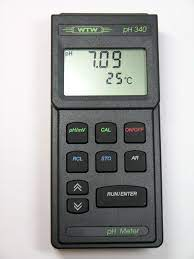 WTW pH 340
pH 7.09
25 °C
pH/mV CAL ON/OFF
RCL STO AR
RUN/ENTER
pH Meter